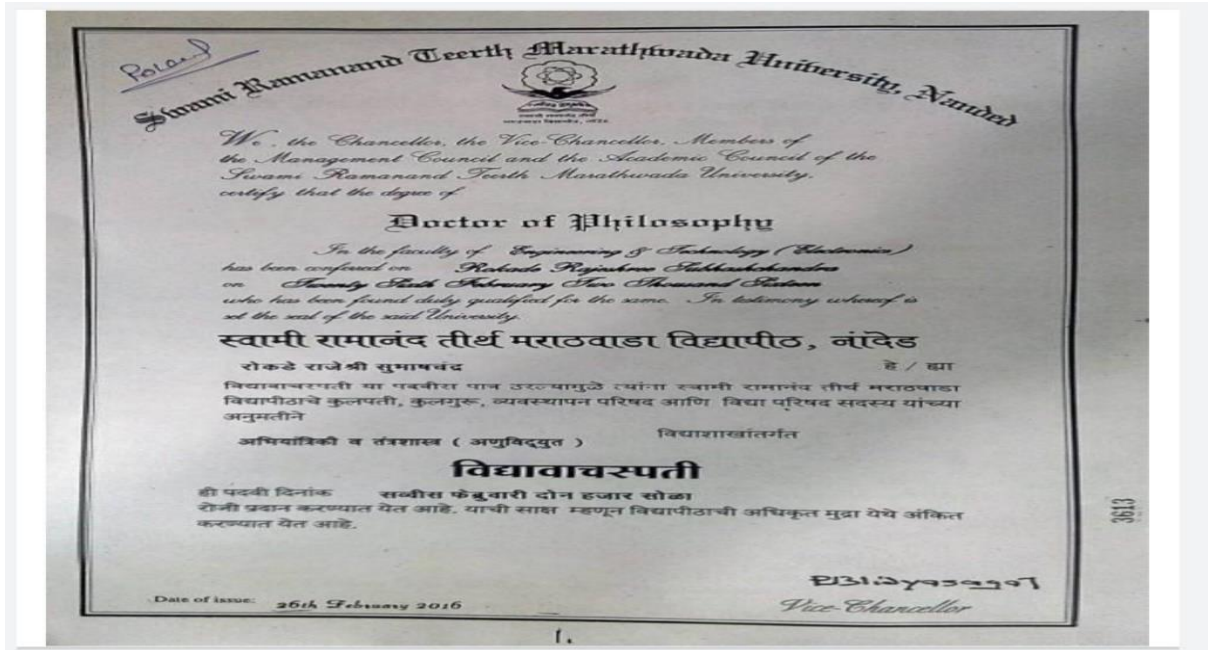 Swami Ramanand Teerth Marathwada University, Nanded
We, the Chancellor, the Vice-Chancellor, Members of
the Management Council and the Academic Council of the
Swami Ramanand Teerth Marathwada University,
certify that the degree of
Doctor of Philosophy
In the faculty of Engineering & Technology (Electronics)
has been conferred on Rokade Rajeshree Subhashchandra
on Twenty Sixth February Two Thousand Sixteen
who has been found duly qualified for the same. In testimony whereof is
set the seal of the said University.
स्वामी रामानंद तीर्थ मराठवाडा विद्यापीठ, नांदेड
रोकडे राजेश्री सुभाषचंद्र हे / ह्या
विद्यावाचस्पती या पदवीस पात्र ठरल्यामुळे त्यांना स्वामी रामानंद तीर्थ मराठवाडा
विद्यापीठाचे कुलपती, कुलगुरू, व्यवस्थापन परिषद आणि विद्या परिषद सदस्य यांच्या
अनुमतीने
अभियांत्रिकी व तंत्रशास्त्र ( अणुविद्युत ) विद्याशाखांतर्गत
विद्यावाचस्पती
ही पदवी दिनांक सव्वीस फेब्रुवारी दोन हजार सोळा
रोजी प्रदान करण्यात येत आहे. याची साक्ष म्हणून विद्यापीठाची अधिकृत मुद्रा येथे अंकित
करण्यात येत आहे.
3613
Date of issue: 26th February 2016
Vice-Chancellor
1.